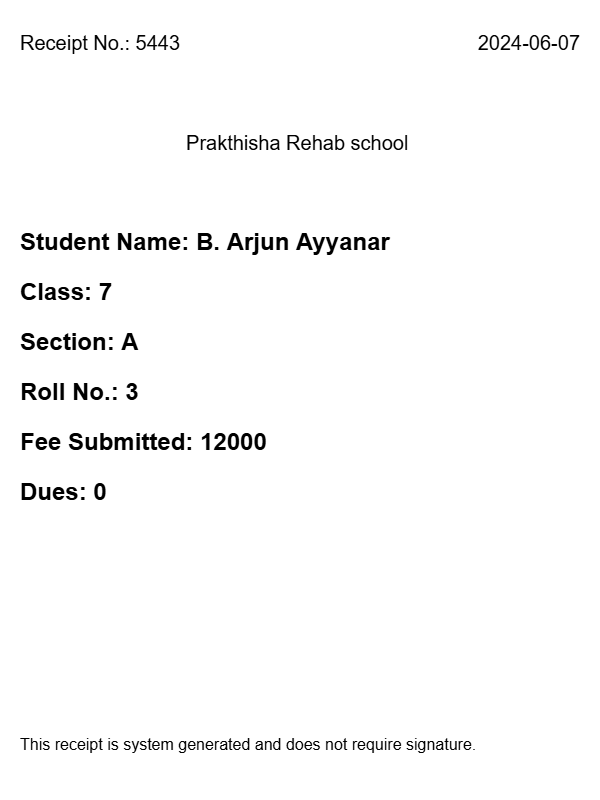 Receipt No.: 5443 2024-06-07
Prakthisha Rehab school
Student Name: B. Arjun Ayyanar
Class: 7
Section: A
Roll No.: 3
Fee Submitted: 12000
Dues: 0
This receipt is system generated and does not require signature.